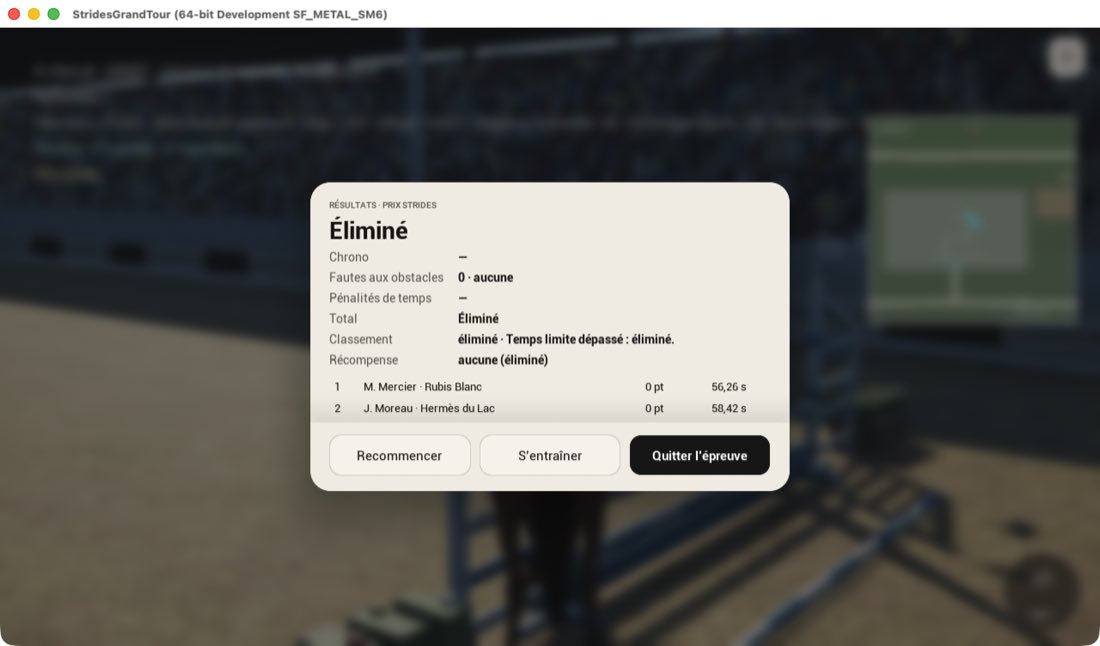 StridesGrandTour (64-bit Development SF_METAL_SM6)
RÉSULTATS · PRIX STRIDES
Éliminé
Chrono –
Fautes aux obstacles 0 · aucune
Pénalités de temps –
Total Éliminé
Classement éliminé · Temps limite dépassé : éliminé.
Récompense aucune (éliminé)
1 M. Mercier · Rubis Blanc 0 pt 56,26 s
2 J. Moreau · Hermès du Lac 0 pt 58,42 s
Recommencer S'entraîner Quitter l'épreuve